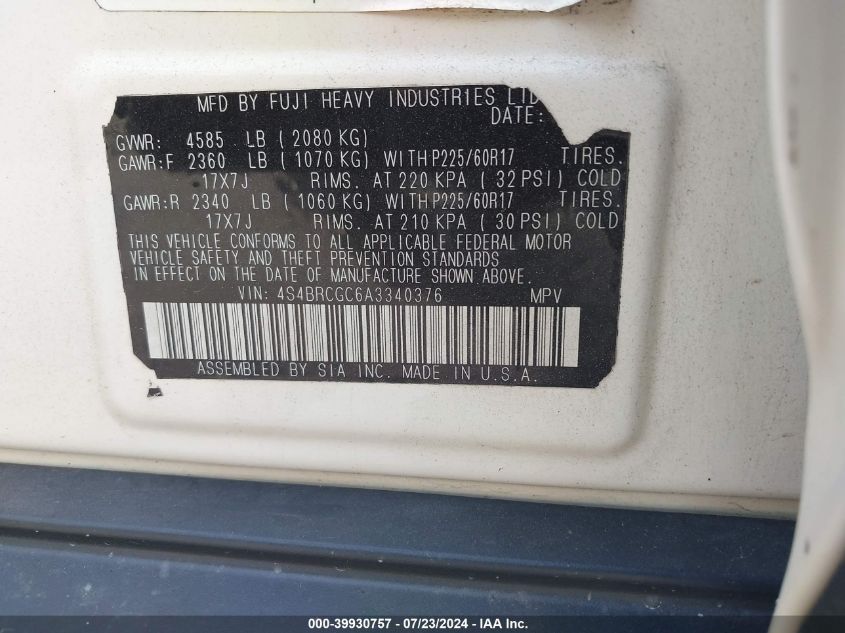 MFD BY FUJI HEAVY INDUSTRIES LTD
DATE:
GVWR: 4585 LB ( 2080 KG)
GAWR:F 2360 LB ( 1070 KG) WITH P225/60R17 TIRES.
17X7J RIMS. AT 220 KPA ( 32 PSI) COLD
GAWR:R 2340 LB ( 1060 KG) WITH P225/60R17 TIRES.
17X7J RIMS. AT 210 KPA ( 30 PSI) COLD
THIS VEHICLE CONFORMS TO ALL APPLICABLE FEDERAL MOTOR
VEHICLE SAFETY AND THEFT PREVENTION STANDARDS
IN EFFECT ON THE DATE OF MANUFACTURE SHOWN ABOVE.
VIN: 4S4BRCGC6A3340376 MPV
ASSEMBLED BY SIA INC. MADE IN U.S.A.
000-39930757 - 07/23/2024 - 000-IAA-529